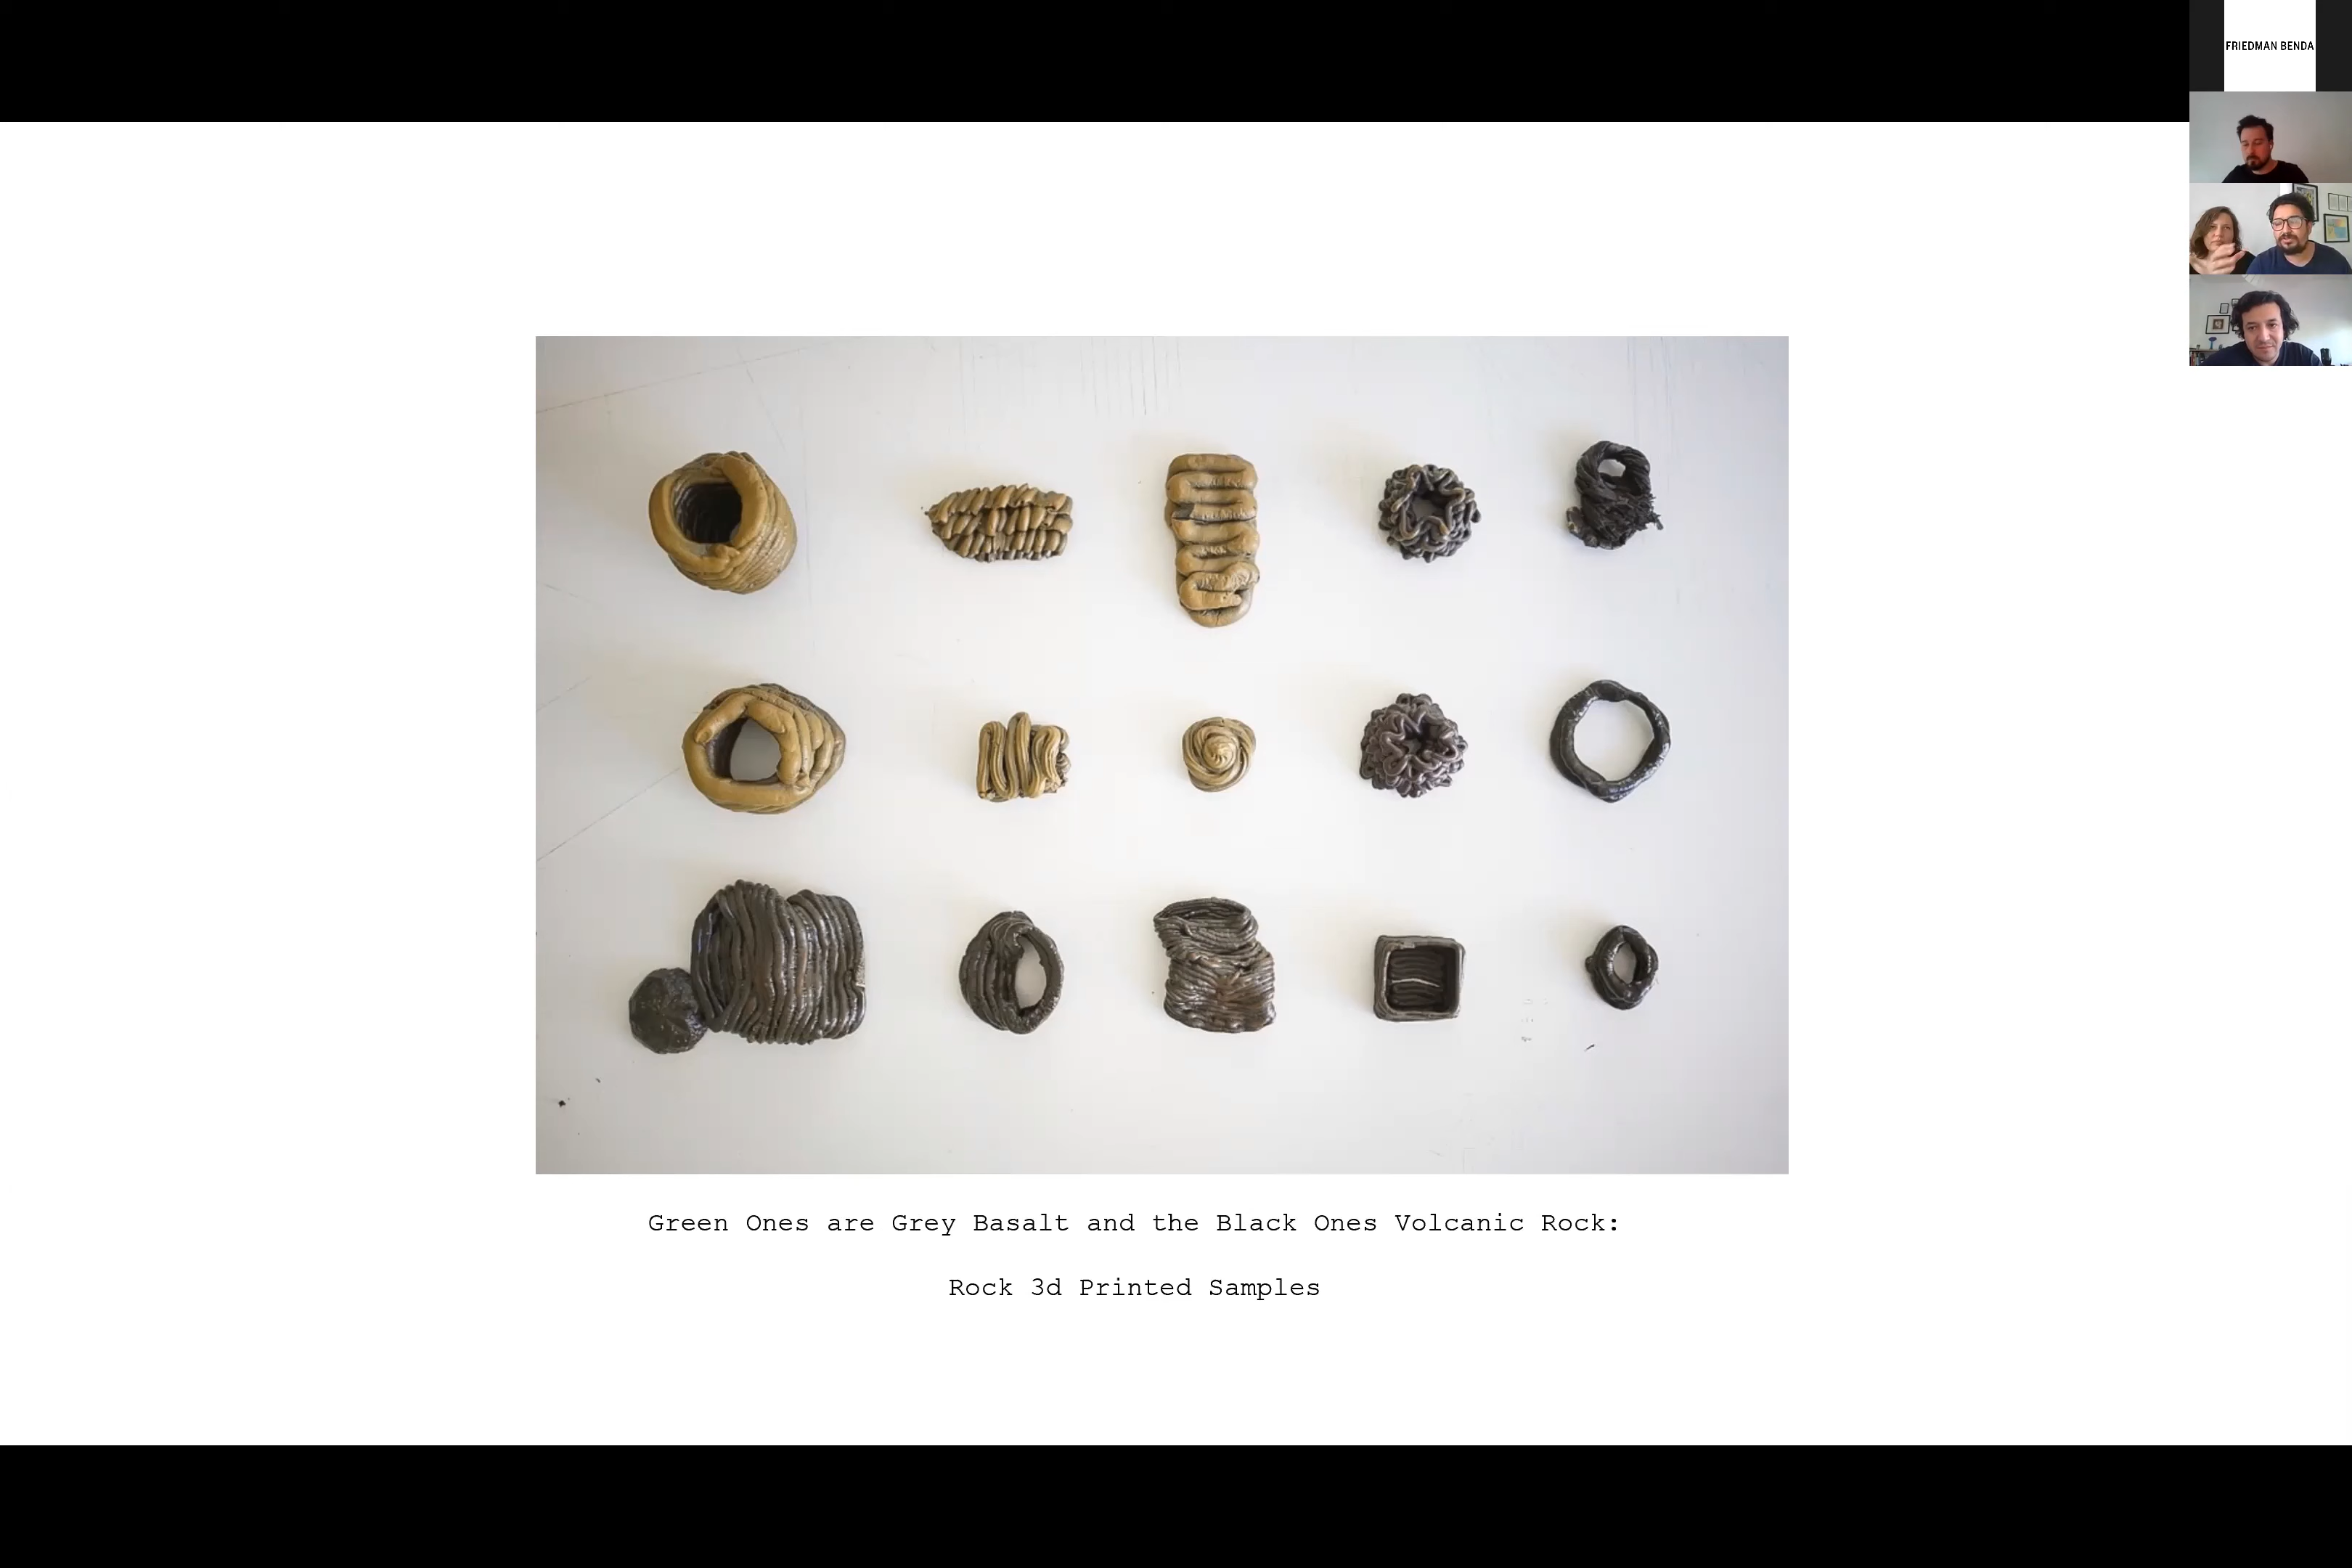 FRIEDMAN BENDA
Green Ones are Grey Basalt and the Black Ones Volcanic Rock:
Rock 3d Printed Samples